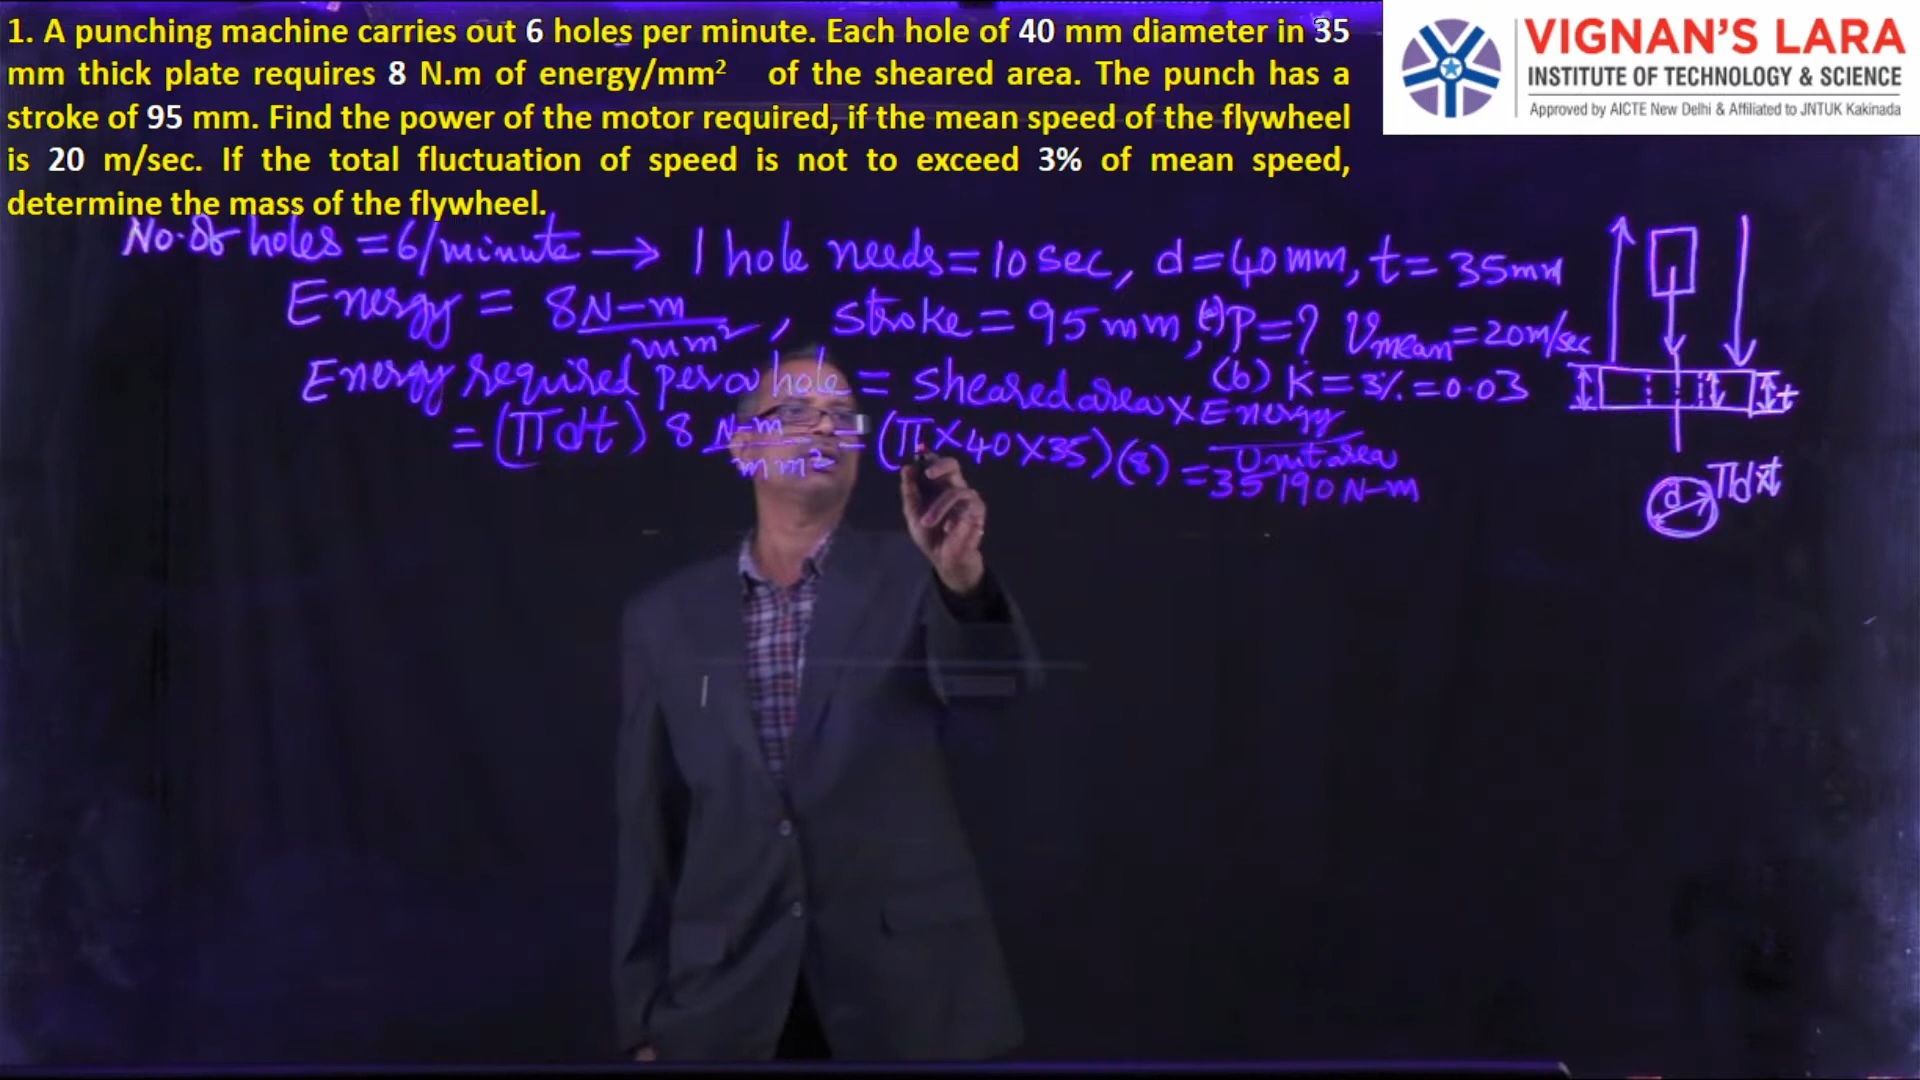 1. A punching machine carries out 6 holes per minute. Each hole of 40 mm diameter in 35
mm thick plate requires 8 N.m of energy/mm² of the sheared area. The punch has a
stroke of 95 mm. Find the power of the motor required, if the mean speed of the flywheel
is 20 m/sec. If the total fluctuation of speed is not to exceed 3% of mean speed,
determine the mass of the flywheel.
VIGNAN'S LARA
INSTITUTE OF TECHNOLOGY & SCIENCE
Approved by AICTE New Delhi & Affiliated to JNTUK Kakinada
No. of holes = 6/minute → 1 hole needs = 10 sec, d = 40 mm, t = 35 mm
Energy = 8 N-m/mm², stroke = 95 mm, (a) P = ? Vmean = 20 m/sec
(b) K = 3% = 0.03
Energy required per hole = sheared area × Energy/Unit area
= (πdt) 8 N-m/mm² = (π × 40 × 35)(8) = 35190 N-m
t
d
πd×t